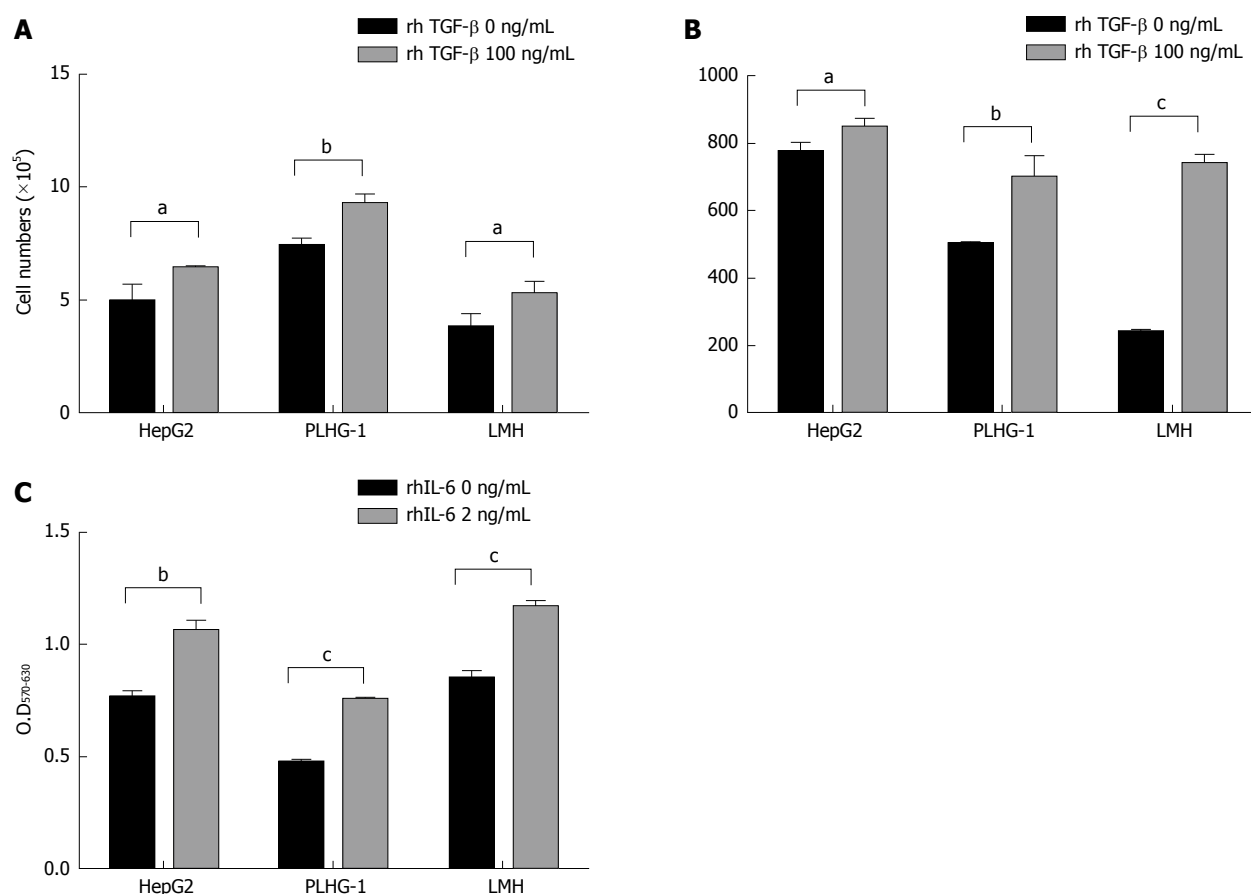 A
rh TGF-β 0 ng/mL
rh TGF-β 100 ng/mL
15
10
5
0
Cell numbers (×10⁵)
a
b
a
HepG2
PLHG-1
LMH
B
rh TGF-β 0 ng/mL
rh TGF-β 100 ng/mL
1000
800
600
400
200
0
a
b
c
HepG2
PLHG-1
LMH
C
rhIL-6 0 ng/mL
rhIL-6 2 ng/mL
1.5
1.0
0.5
0.0
O.D₅₇₀₋₆₃₀
b
c
c
HepG2
PLHG-1
LMH